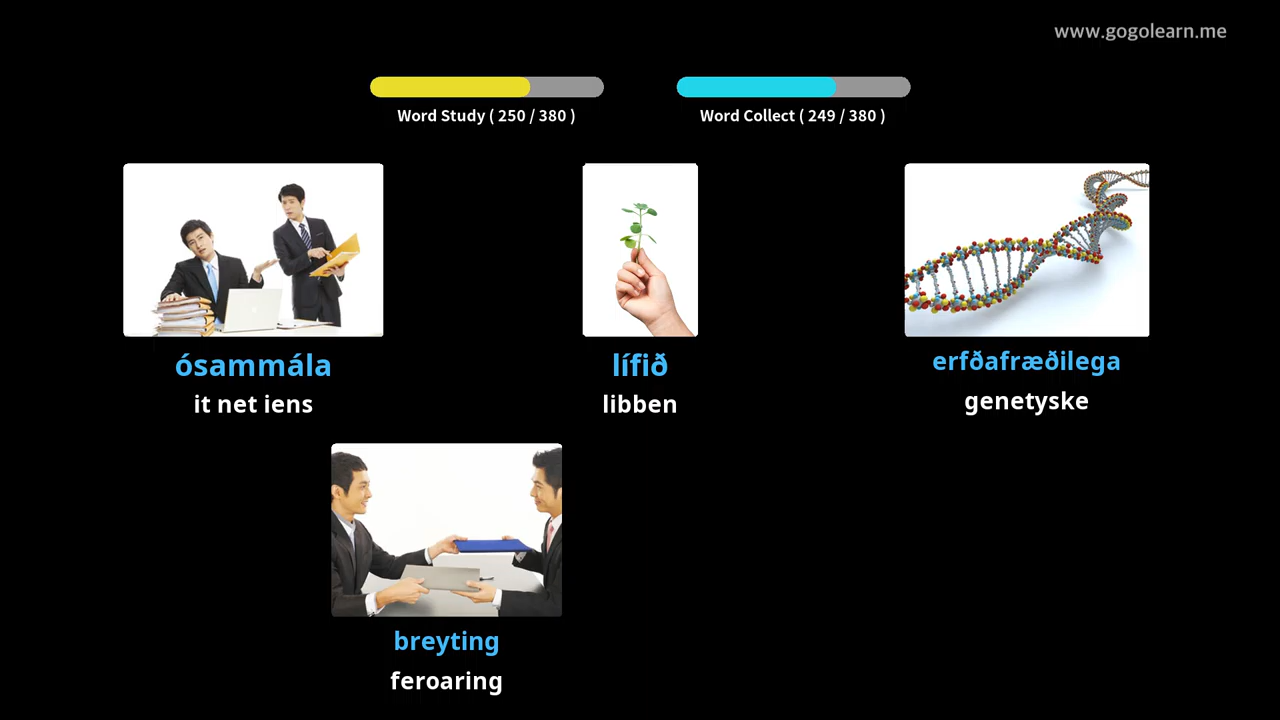 www.gogolearn.me
Word Study ( 250 / 380 )
Word Collect ( 249 / 380 )
ósammála
it net iens
lífið
libben
erfðafræðilega
genetyske
breyting
feroaring